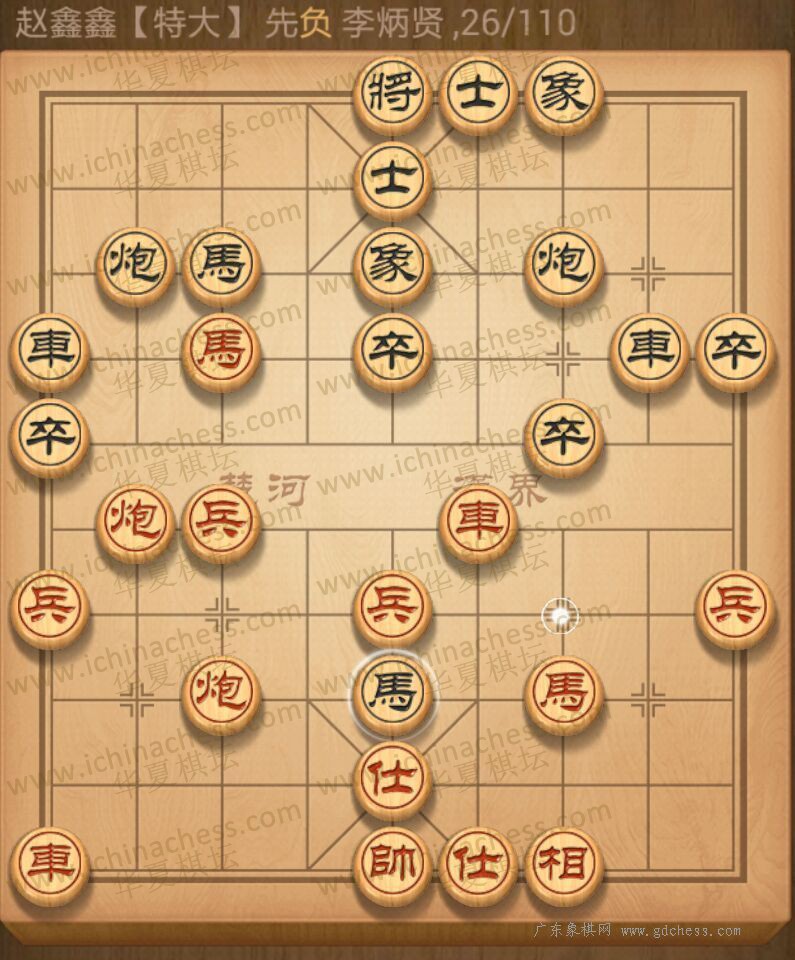 赵鑫鑫【特大】先负 李炳贤 ,26/110
將 士 象
士
炮 馬 象 炮
車 馬 卒 車 卒
卒 卒
楚河
炮 兵 車
兵 兵 兵
炮 馬 馬
仕
車 帥 仕 相
www.ichinachess.com
华夏棋坛
广东象棋网 www.gdchess.com